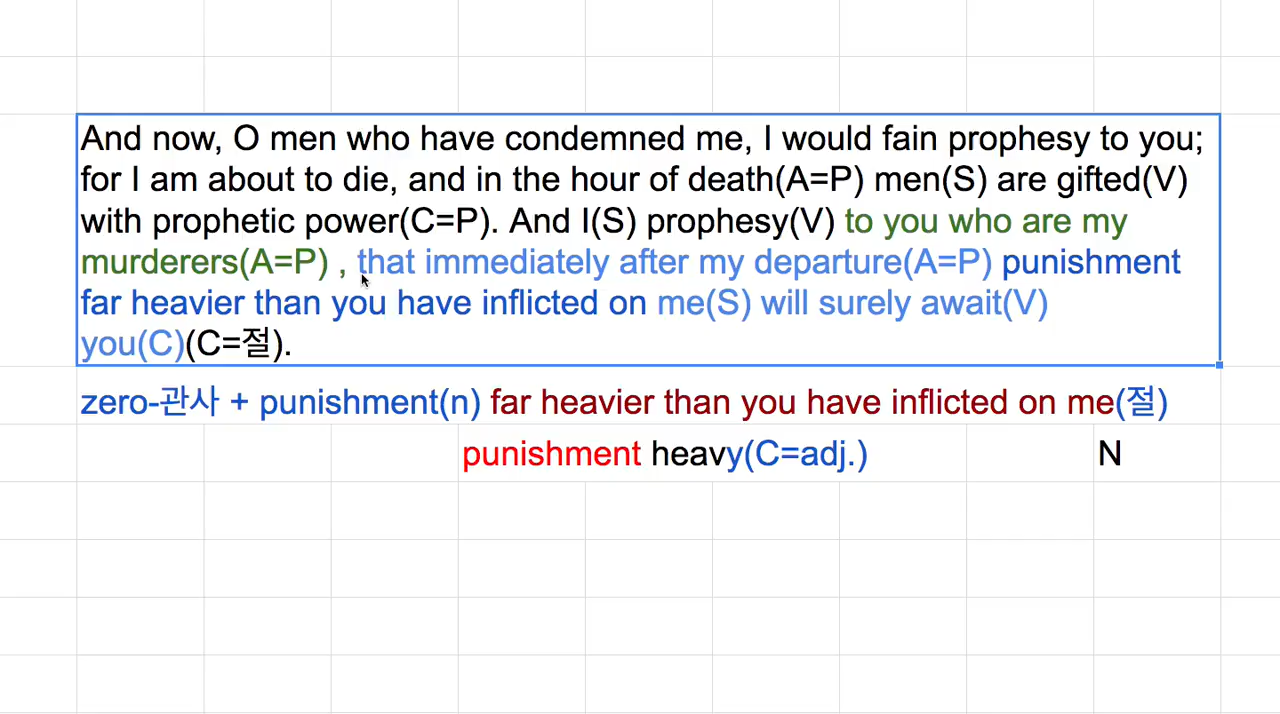 And now, O men who have condemned me, I would fain prophesy to you;
for I am about to die, and in the hour of death(A=P) men(S) are gifted(V)
with prophetic power(C=P). And I(S) prophesy(V) to you who are my
murderers(A=P) , that immediately after my departure(A=P) punishment
far heavier than you have inflicted on me(S) will surely await(V)
you(C)(C=절).
zero-관사 + punishment(n) far heavier than you have inflicted on me(절)
punishment heavy(C=adj.) N